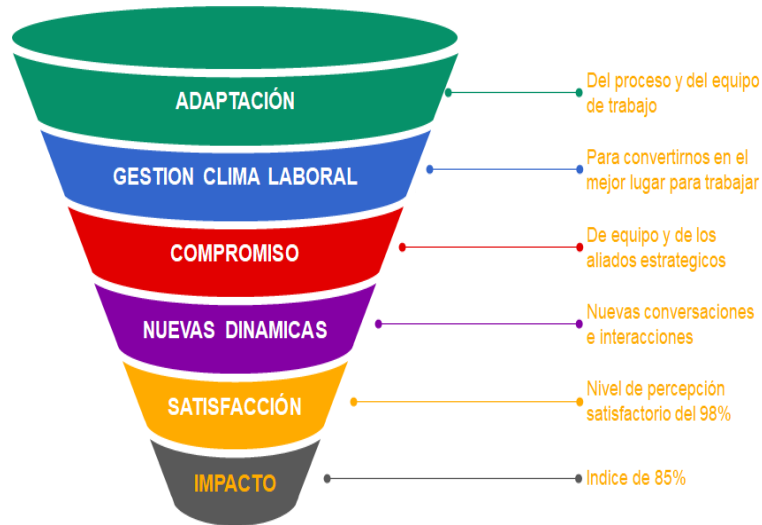 ADAPTACIÓN
Del proceso y del equipo
de trabajo
GESTION CLIMA LABORAL
Para convertirnos en el
mejor lugar para trabajar
COMPROMISO
De equipo y de los
aliados estrategicos
NUEVAS DINAMICAS
Nuevas conversaciones
e interacciones
SATISFACCIÓN
Nivel de percepción
satisfactorio del 98%
IMPACTO
Indice de 85%